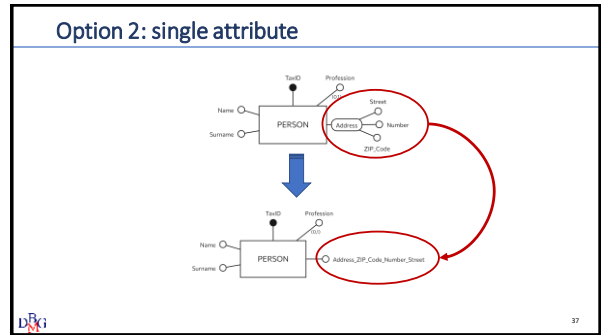 Option 2: single attribute
TaxID
Profession
(0,1)
Street
Name
PERSON
Address
Number
Surname
ZIP_Code
TaxID
Profession
(0,1)
Name
PERSON
Address_ZIP_Code_Number_Street
Surname
DBMG
37